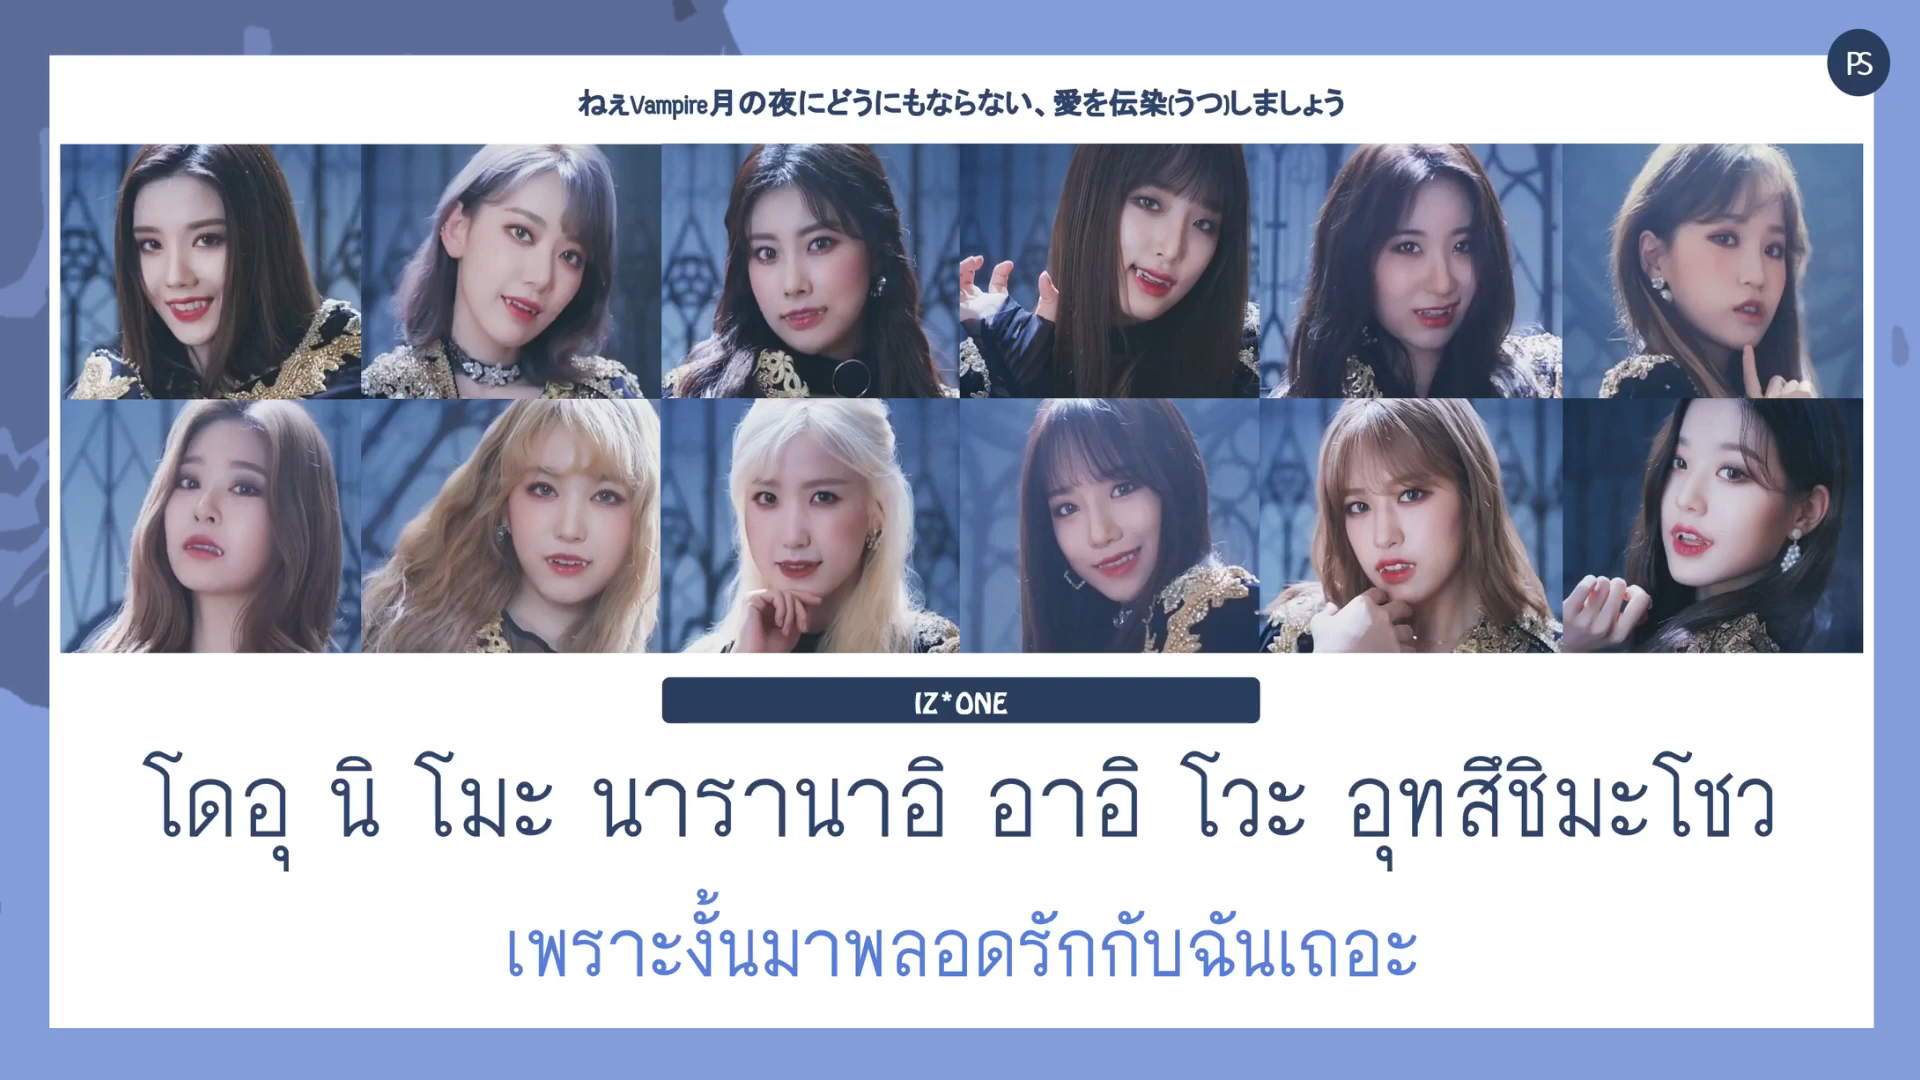 PS
ねぇVampire月の夜にどうにもならない、愛を伝染(うつ)しましょう
IZ*ONE
โดอุ นิ โมะ นารานาอิ อาอิ โวะ อุทสึชิมะโชว
เพราะงั้นมาพลอดรักกับฉันเถอะ